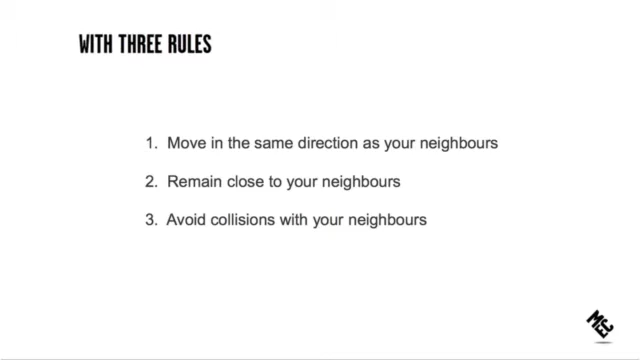 WITH THREE RULES
1. Move in the same direction as your neighbours
2. Remain close to your neighbours
3. Avoid collisions with your neighbours
MEC